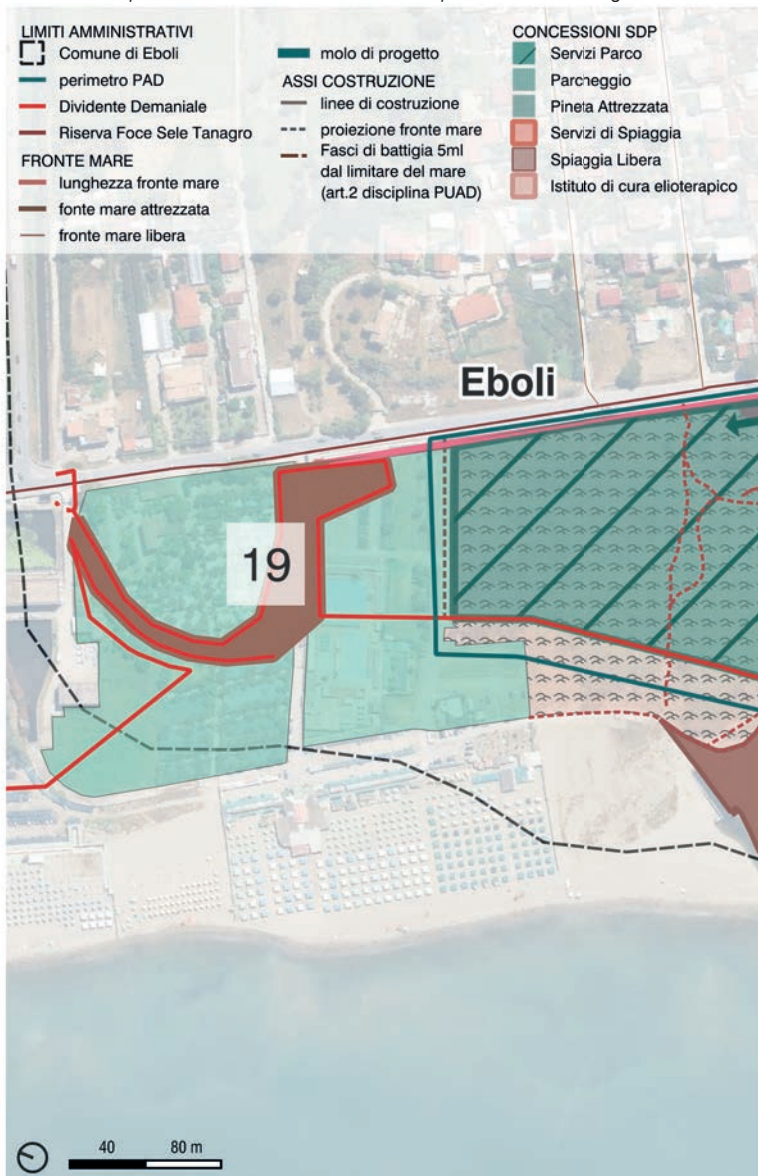 LIMITI AMMINISTRATIVI
Comune di Eboli
perimetro PAD
Dividente Demaniale
Riserva Foce Sele Tanagro
FRONTE MARE
lunghezza fronte mare
fonte mare attrezzata
fronte mare libera
molo di progetto
ASSI COSTRUZIONE
linee di costruzione
proiezione fronte mare
Fasci di battigia 5ml
dal limitare del mare
(art.2 disciplina PUAD)
CONCESSIONI SDP
Servizi Parco
Parcheggio
Pineta Attrezzata
Servizi di Spiaggia
Spiaggia Libera
Istituto di cura elioterapico
Eboli
19
40 80 m